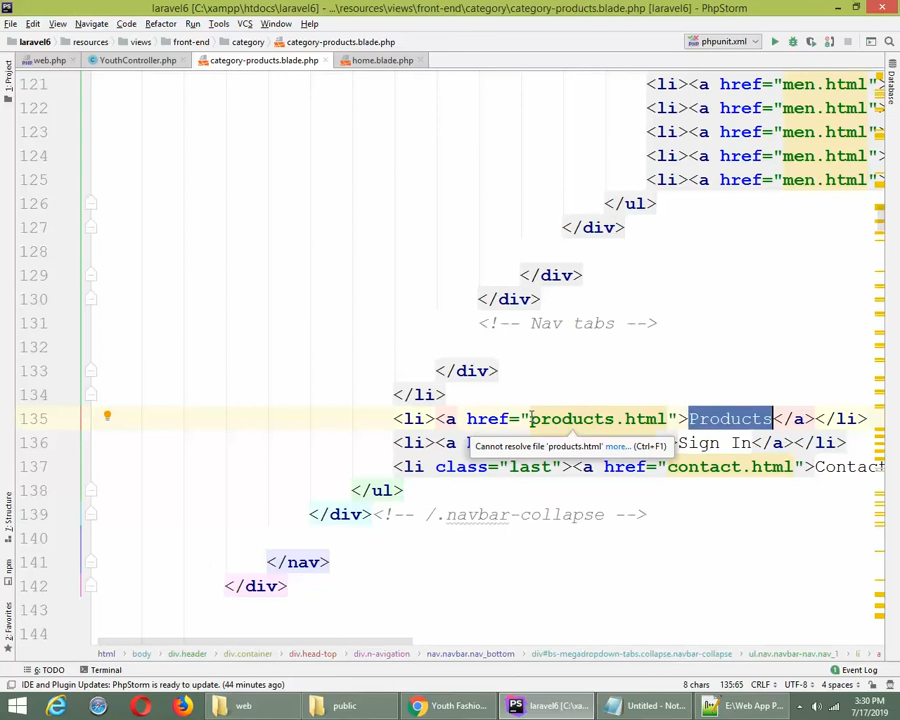 laravel6 [C:\xampp\htdocs\laravel6] - ...\resources\views\front-end\category\category-products.blade.php [laravel6] - PhpStorm
File Edit View Navigate Code Refactor Run Tools VCS Window Help
laravel6 resources views front-end category category-products.blade.php phpunit.xml
web.php YouthController.php category-products.blade.php home.blade.php
1: Project
Database
121 <li><a href="men.html">
122 <li><a href="men.html"
123 <li><a href="men.html"
124 <li><a href="men.html"
125 <li><a href="men.html">
126 </ul>
127 </div>
128
129 </div>
130 </div>
131 <!-- Nav tabs -->
132
133 </div>
134 </li>
135 <li><a href="products.html">Products</a></li>
136 <li><a h Sign In</a></li>
Cannot resolve file 'products.html' more... (Ctrl+F1)
137 <li class="last"><a href="contact.html">Contac
138 </ul>
139 </div><!-- /.navbar-collapse -->
140
141 </nav>
142 </div>
143
144
7: Structure
npm
2: Favorites
html body div.header div.container div.head-top div.n-avigation nav.navbar.nav_bottom div#bs-megadropdown-tabs.collapse.navbar-collapse ul.nav.navbar-nav.nav_1 li a
6: TODO Terminal Event Log
IDE and Plugin Updates: PhpStorm is ready to update. (44 minutes ago) 8 chars 135:65 CRLF UTF-8 4 spaces
web public Youth Fashio... laravel6 [C:\xa... Untitled - Not... E:\Web App P... 3:30 PM
7/17/2019